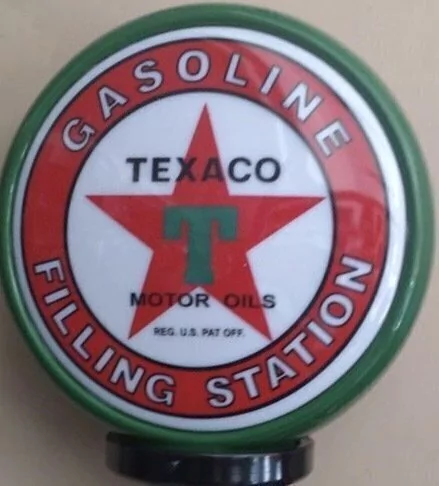 GASOLINE
TEXACO
T
MOTOR OILS
REG. U.S. PAT OFF.
FILLING STATION